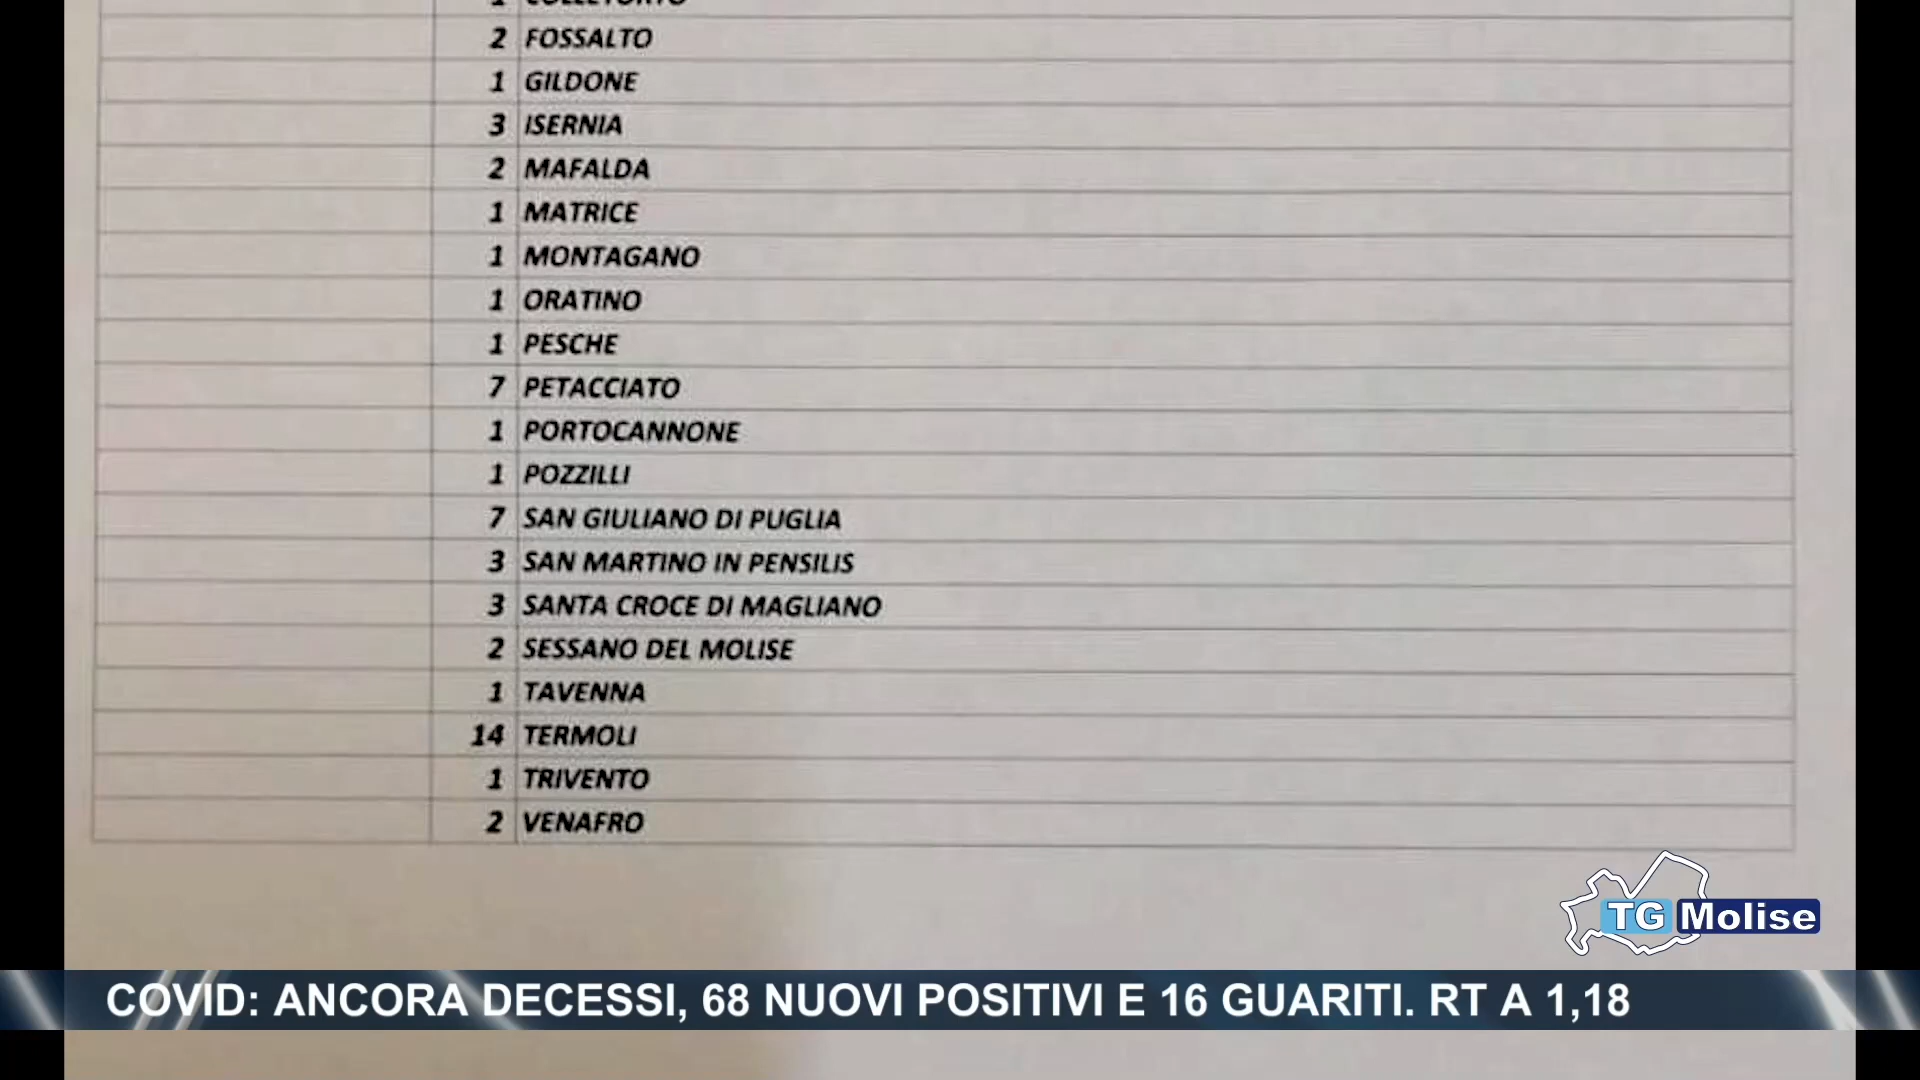 1 COLLETORTO
2 FOSSALTO
1 GILDONE
3 ISERNIA
2 MAFALDA
1 MATRICE
1 MONTAGANO
1 ORATINO
1 PESCHE
7 PETACCIATO
1 PORTOCANNONE
1 POZZILLI
7 SAN GIULIANO DI PUGLIA
3 SAN MARTINO IN PENSILIS
3 SANTA CROCE DI MAGLIANO
2 SESSANO DEL MOLISE
1 TAVENNA
14 TERMOLI
1 TRIVENTO
2 VENAFRO
TG Molise
COVID: ANCORA DECESSI, 68 NUOVI POSITIVI E 16 GUARITI. RT A 1,18